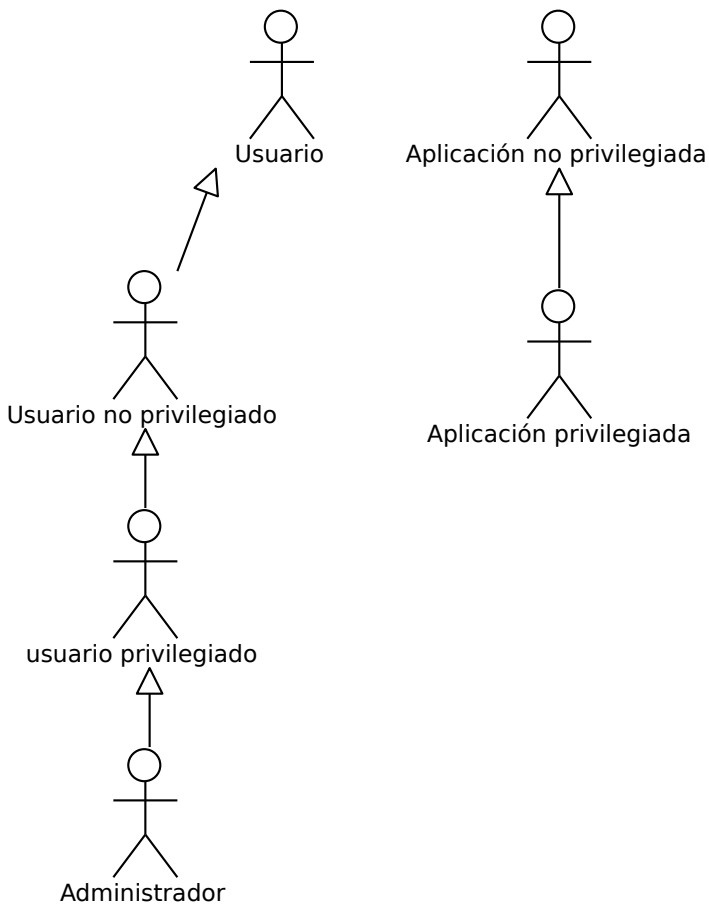 Usuario
Aplicación no privilegiada
Usuario no privilegiado
Aplicación privilegiada
usuario privilegiado
Administrador